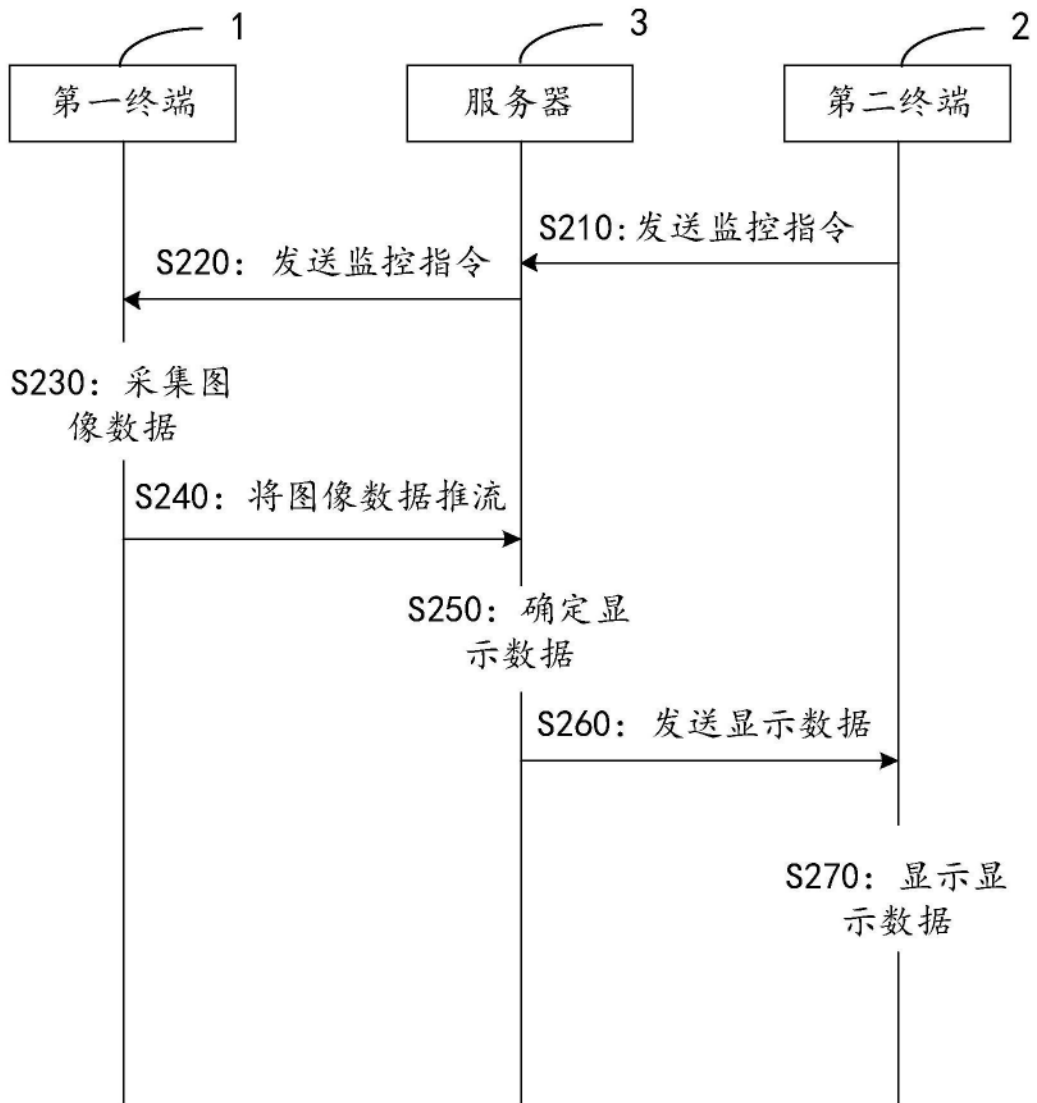 1
3
2
第一终端
服务器
第二终端
S210:发送监控指令
S220: 发送监控指令
S230: 采集图
像数据
S240: 将图像数据推流
S250: 确定显
示数据
S260: 发送显示数据
S270: 显示显
示数据